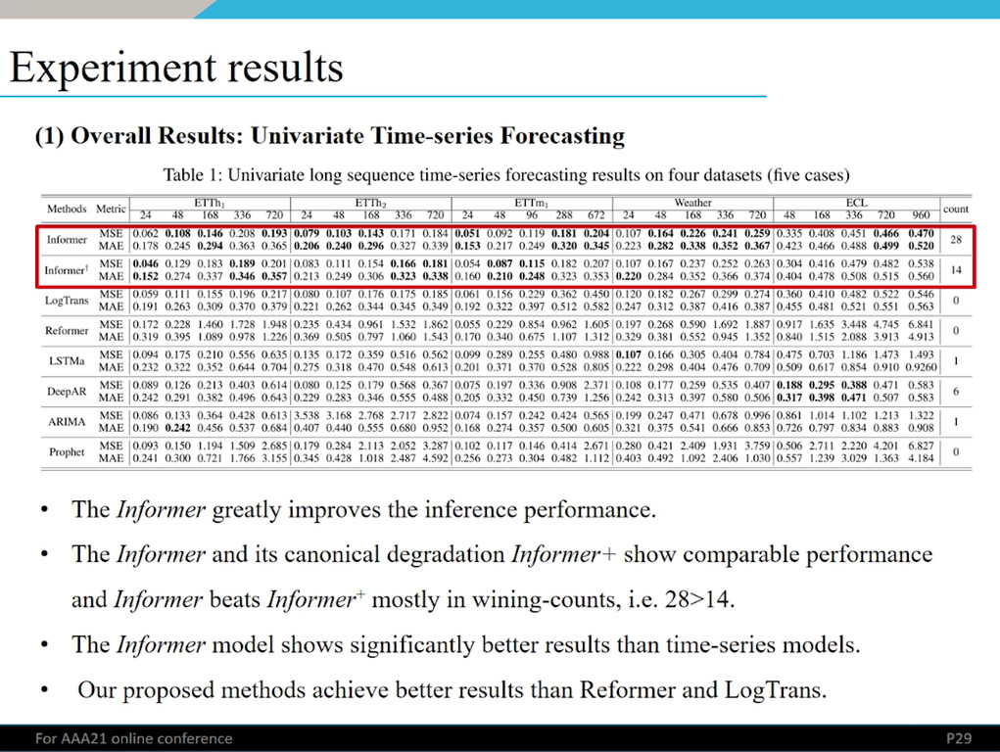 Experiment results
(1) Overall Results: Univariate Time-series Forecasting
Table 1: Univariate long sequence time-series forecasting results on four datasets (five cases)
Methods Metric ETTh₁ ETTh₂ ETTm₁ Weather ECL count
24 48 168 336 720 24 48 168 336 720 24 48 96 288 672 24 48 168 336 720 48 168 336 720 960
Informer MSE 0.062 0.108 0.146 0.208 0.193 0.079 0.103 0.143 0.171 0.184 0.051 0.092 0.119 0.181 0.204 0.107 0.164 0.226 0.241 0.259 0.335 0.408 0.451 0.466 0.470 28
MAE 0.178 0.245 0.294 0.363 0.365 0.206 0.240 0.296 0.327 0.339 0.153 0.217 0.249 0.320 0.345 0.223 0.282 0.338 0.352 0.367 0.423 0.466 0.488 0.499 0.520
Informer† MSE 0.046 0.129 0.183 0.189 0.201 0.083 0.111 0.154 0.166 0.181 0.054 0.087 0.115 0.182 0.207 0.107 0.167 0.237 0.252 0.263 0.304 0.416 0.479 0.482 0.538 14
MAE 0.152 0.274 0.337 0.346 0.357 0.213 0.249 0.306 0.323 0.338 0.160 0.210 0.248 0.323 0.353 0.220 0.284 0.352 0.366 0.374 0.404 0.478 0.508 0.515 0.560
LogTrans MSE 0.059 0.111 0.155 0.196 0.217 0.080 0.107 0.176 0.175 0.185 0.061 0.156 0.229 0.362 0.450 0.120 0.182 0.267 0.299 0.274 0.360 0.410 0.482 0.522 0.546 0
MAE 0.191 0.263 0.309 0.370 0.379 0.221 0.262 0.344 0.345 0.349 0.192 0.322 0.397 0.512 0.582 0.247 0.312 0.387 0.416 0.387 0.455 0.481 0.521 0.551 0.563
Reformer MSE 0.172 0.228 1.460 1.728 1.948 0.235 0.434 0.961 1.532 1.862 0.055 0.229 0.854 0.962 1.605 0.197 0.268 0.590 1.692 1.887 0.917 1.635 3.448 4.745 6.841 0
MAE 0.319 0.395 1.089 0.978 1.226 0.369 0.505 0.797 1.060 1.543 0.170 0.340 0.675 1.107 1.312 0.329 0.381 0.552 0.945 1.352 0.840 1.515 2.088 3.913 4.913
LSTMa MSE 0.094 0.175 0.210 0.556 0.635 0.135 0.172 0.359 0.516 0.562 0.099 0.289 0.255 0.480 0.988 0.107 0.166 0.305 0.404 0.784 0.475 0.703 1.186 1.473 1.493 1
MAE 0.232 0.322 0.352 0.644 0.704 0.275 0.318 0.470 0.548 0.613 0.201 0.371 0.370 0.528 0.805 0.222 0.298 0.404 0.476 0.709 0.509 0.617 0.854 0.910 0.9260
DeepAR MSE 0.089 0.126 0.213 0.403 0.614 0.080 0.125 0.179 0.568 0.367 0.075 0.197 0.336 0.908 2.371 0.108 0.177 0.259 0.535 0.407 0.188 0.295 0.388 0.471 0.583 6
MAE 0.242 0.291 0.382 0.496 0.643 0.229 0.283 0.346 0.555 0.488 0.205 0.332 0.450 0.739 1.256 0.242 0.313 0.397 0.580 0.506 0.317 0.398 0.471 0.507 0.583
ARIMA MSE 0.086 0.133 0.364 0.428 0.613 3.538 3.168 2.768 2.717 2.822 0.074 0.157 0.242 0.424 0.565 0.199 0.247 0.471 0.678 0.996 0.861 1.014 1.102 1.213 1.322 1
MAE 0.190 0.242 0.456 0.537 0.684 0.407 0.440 0.555 0.680 0.952 0.168 0.274 0.357 0.500 0.605 0.321 0.375 0.541 0.666 0.853 0.726 0.797 0.834 0.883 0.908
Prophet MSE 0.093 0.150 1.194 1.509 2.685 0.179 0.284 2.113 2.052 3.287 0.102 0.117 0.146 0.414 2.671 0.280 0.421 2.409 1.931 3.759 0.506 2.711 2.220 4.201 6.827 0
MAE 0.241 0.300 0.721 1.766 3.155 0.345 0.428 1.018 2.487 4.592 0.256 0.273 0.304 0.482 1.112 0.403 0.492 1.092 2.406 1.030 0.557 1.239 3.029 1.363 4.184
• The Informer greatly improves the inference performance.
• The Informer and its canonical degradation Informer+ show comparable performance
and Informer beats Informer⁺ mostly in wining-counts, i.e. 28>14.
• The Informer model shows significantly better results than time-series models.
• Our proposed methods achieve better results than Reformer and LogTrans.
For AAA21 online conference P29